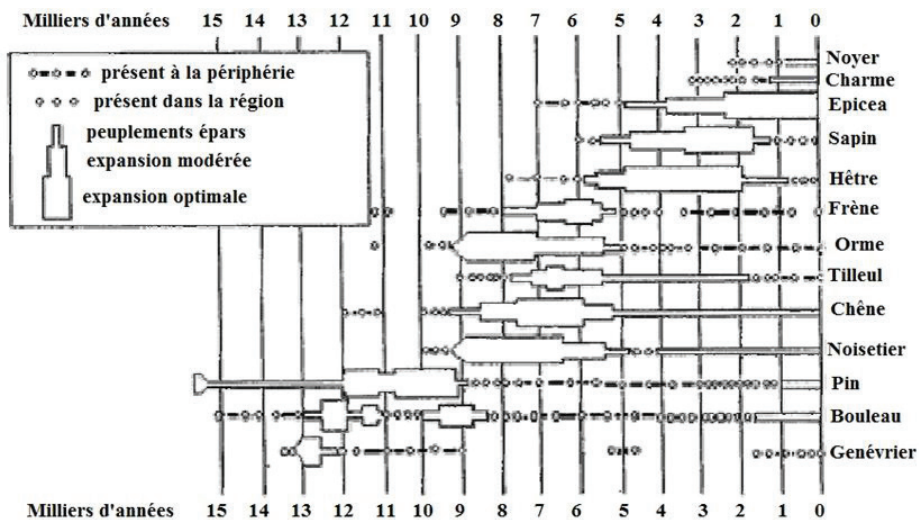 Milliers d'années 15 14 13 12 11 10 9 8 7 6 5 4 3 2 1 0
présent à la périphérie
présent dans la région
peuplements épars
expansion modérée
expansion optimale
Noyer
Charme
Epicea
Sapin
Hêtre
Frène
Orme
Tilleul
Chêne
Noisetier
Pin
Bouleau
Genévrier
Milliers d'années 15 14 13 12 11 10 9 8 7 6 5 4 3 2 1 0